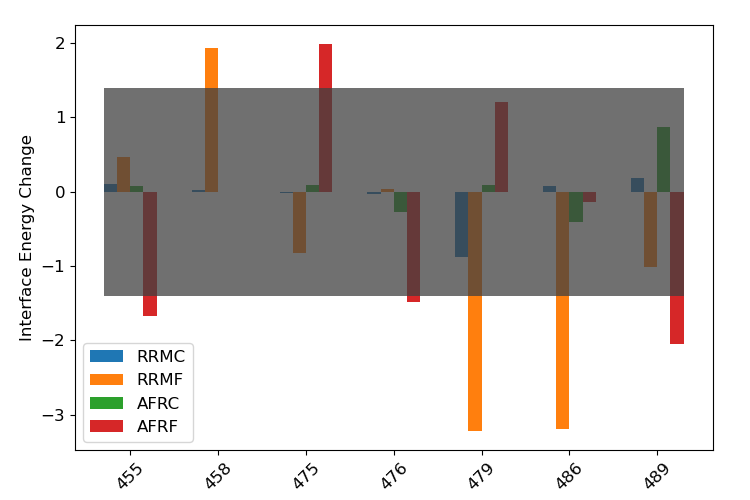 Interface Energy Change
2
1
0
−1
−2
−3
RRMC
RRMF
AFRC
AFRF
455
458
475
476
479
486
489